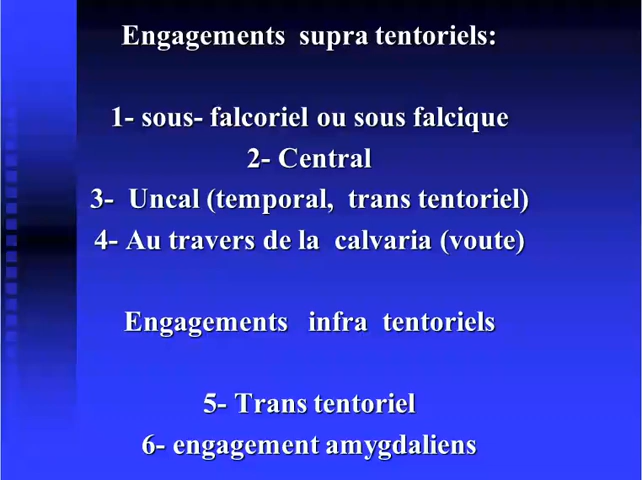 Engagements supra tentoriels:
1- sous- falcoriel ou sous falcique
2- Central
3- Uncal (temporal, trans tentoriel)
4- Au travers de la calvaria (voute)
Engagements infra tentoriels
5- Trans tentoriel
6- engagement amygdaliens